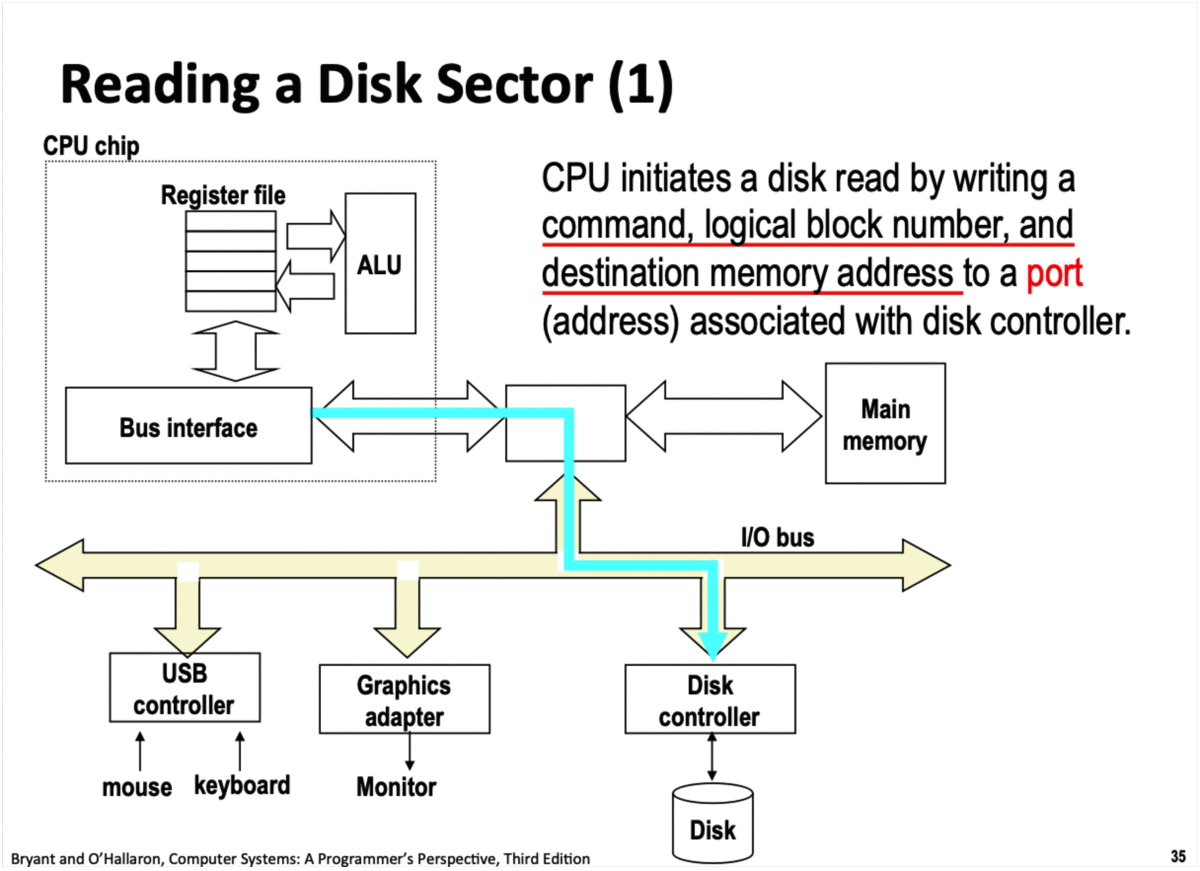 Reading a Disk Sector (1)
CPU chip
Register file
ALU
CPU initiates a disk read by writing a
command, logical block number, and
destination memory address to a port
(address) associated with disk controller.
Bus interface
Main
memory
I/O bus
USB
controller
Graphics
adapter
Disk
controller
mouse
keyboard
Monitor
Disk
Bryant and O'Hallaron, Computer Systems: A Programmer's Perspective, Third Edition
35